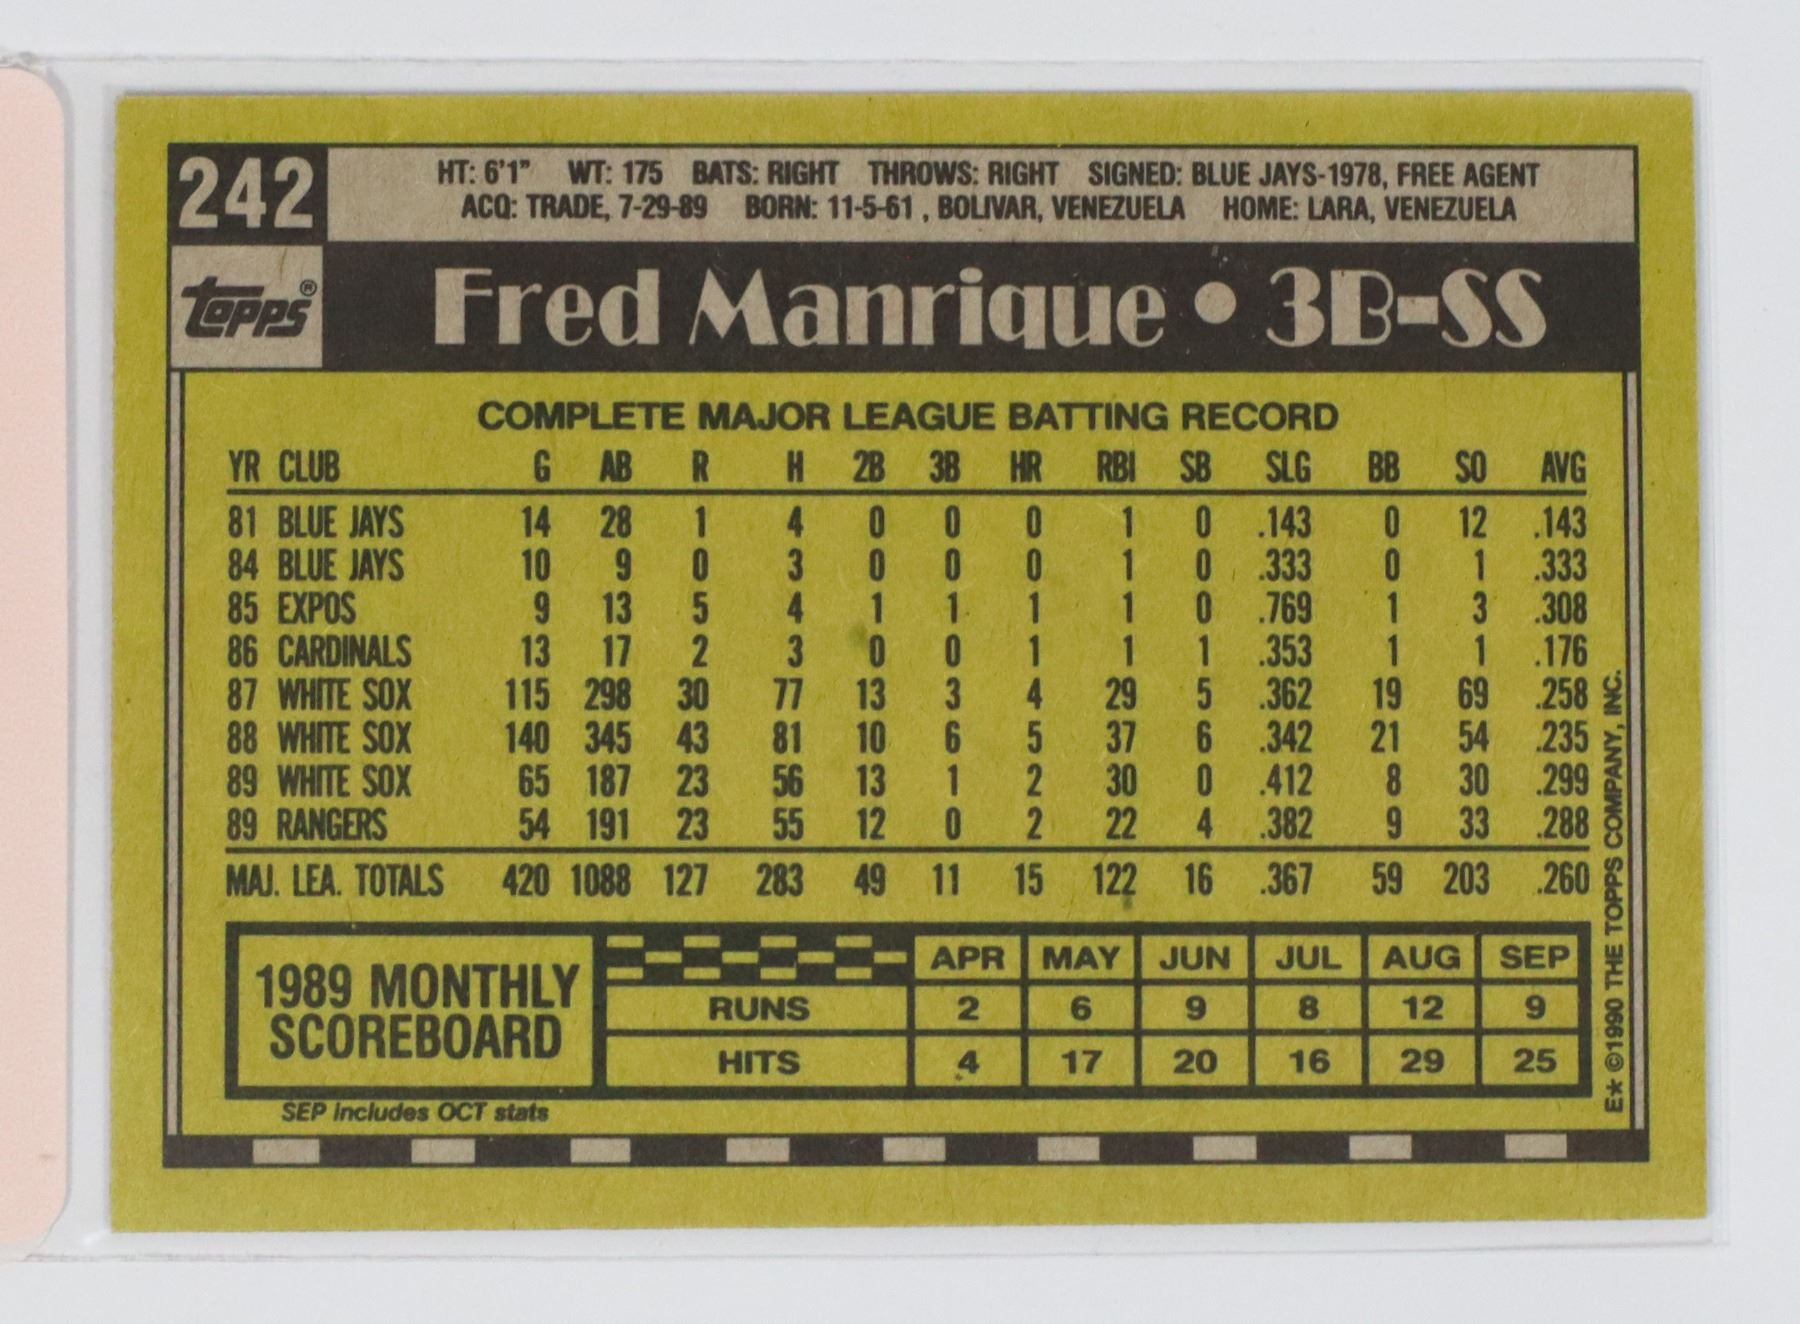 242
HT: 6'1" WT: 175 BATS: RIGHT THROWS: RIGHT SIGNED: BLUE JAYS-1978, FREE AGENT
ACQ: TRADE, 7-29-89 BORN: 11-5-61 , BOLIVAR, VENEZUELA HOME: LARA, VENEZUELA
topps®
Fred Manrique • 3B-SS
COMPLETE MAJOR LEAGUE BATTING RECORD
YR CLUB G AB R H 2B 3B HR RBI SB SLG BB SO AVG
81 BLUE JAYS 14 28 1 4 0 0 0 1 0 .143 0 12 .143
84 BLUE JAYS 10 9 0 3 0 0 0 1 0 .333 0 1 .333
85 EXPOS 9 13 5 4 1 1 1 1 0 .769 1 3 .308
86 CARDINALS 13 17 2 3 0 0 1 1 1 .353 1 1 .176
87 WHITE SOX 115 298 30 77 13 3 4 29 5 .362 19 69 .258
88 WHITE SOX 140 345 43 81 10 6 5 37 6 .342 21 54 .235
89 WHITE SOX 65 187 23 56 13 1 2 30 0 .412 8 30 .299
89 RANGERS 54 191 23 55 12 0 2 22 4 .382 9 33 .288
MAJ. LEA. TOTALS 420 1088 127 283 49 11 15 122 16 .367 59 203 .260
1989 MONTHLY
SCOREBOARD
APR MAY JUN JUL AUG SEP
RUNS 2 6 9 8 12 9
HITS 4 17 20 16 29 25
SEP includes OCT stats
E* ©1990 THE TOPPS COMPANY, INC.